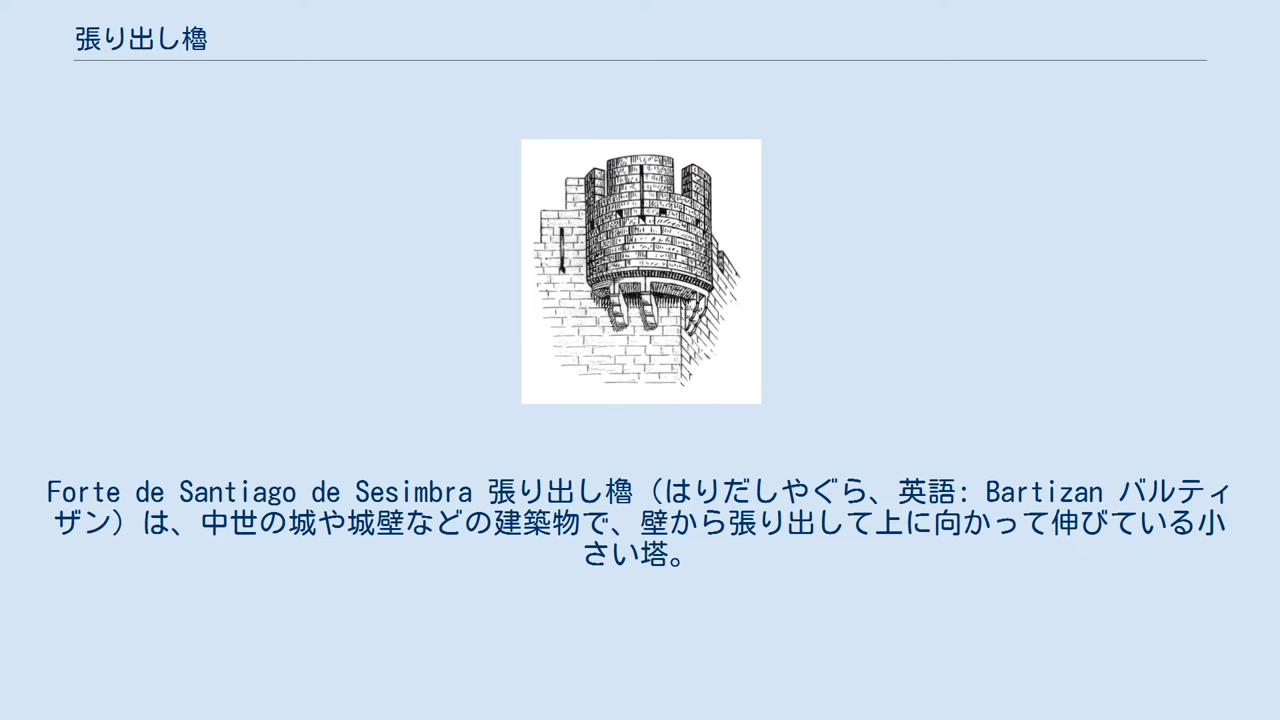 張り出し櫓
Forte de Santiago de Sesimbra 張り出し櫓（はりだしやぐら、英語: Bartizan バルティ
ザン）は、中世の城や城壁などの建築物で、壁から張り出して上に向かって伸びている小
さい塔。